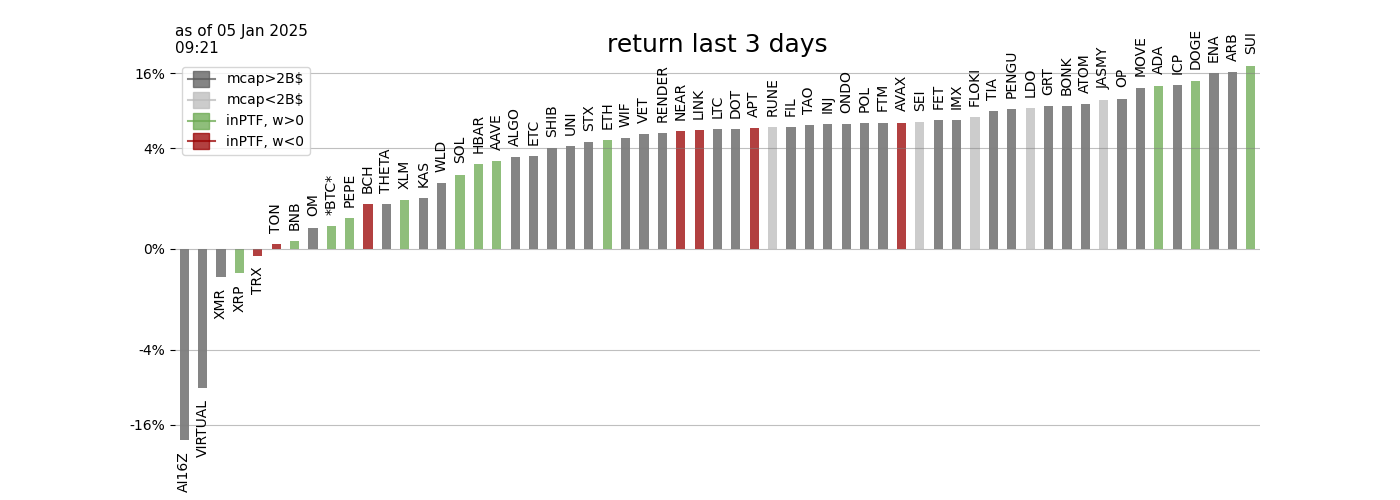 as of 05 Jan 2025
09:21
return last 3 days
mcap>2B$
mcap<2B$
inPTF, w>0
inPTF, w<0
16%
4%
0%
-4%
-16%
AI16Z
VIRTUAL
XMR
XRP
TRX
TON
BNB
OM
*BTC*
PEPE
BCH
THETA
XLM
KAS
WLD
SOL
HBAR
AAVE
ALGO
ETC
SHIB
UNI
STX
ETH
WIF
VET
RENDER
NEAR
LINK
LTC
DOT
APT
RUNE
FIL
TAO
INJ
ONDO
POL
FTM
AVAX
SEI
FET
IMX
FLOKI
TIA
PENGU
LDO
GRT
BONK
ATOM
JASMY
OP
MOVE
ADA
ICP
DOGE
ENA
ARB
SUI